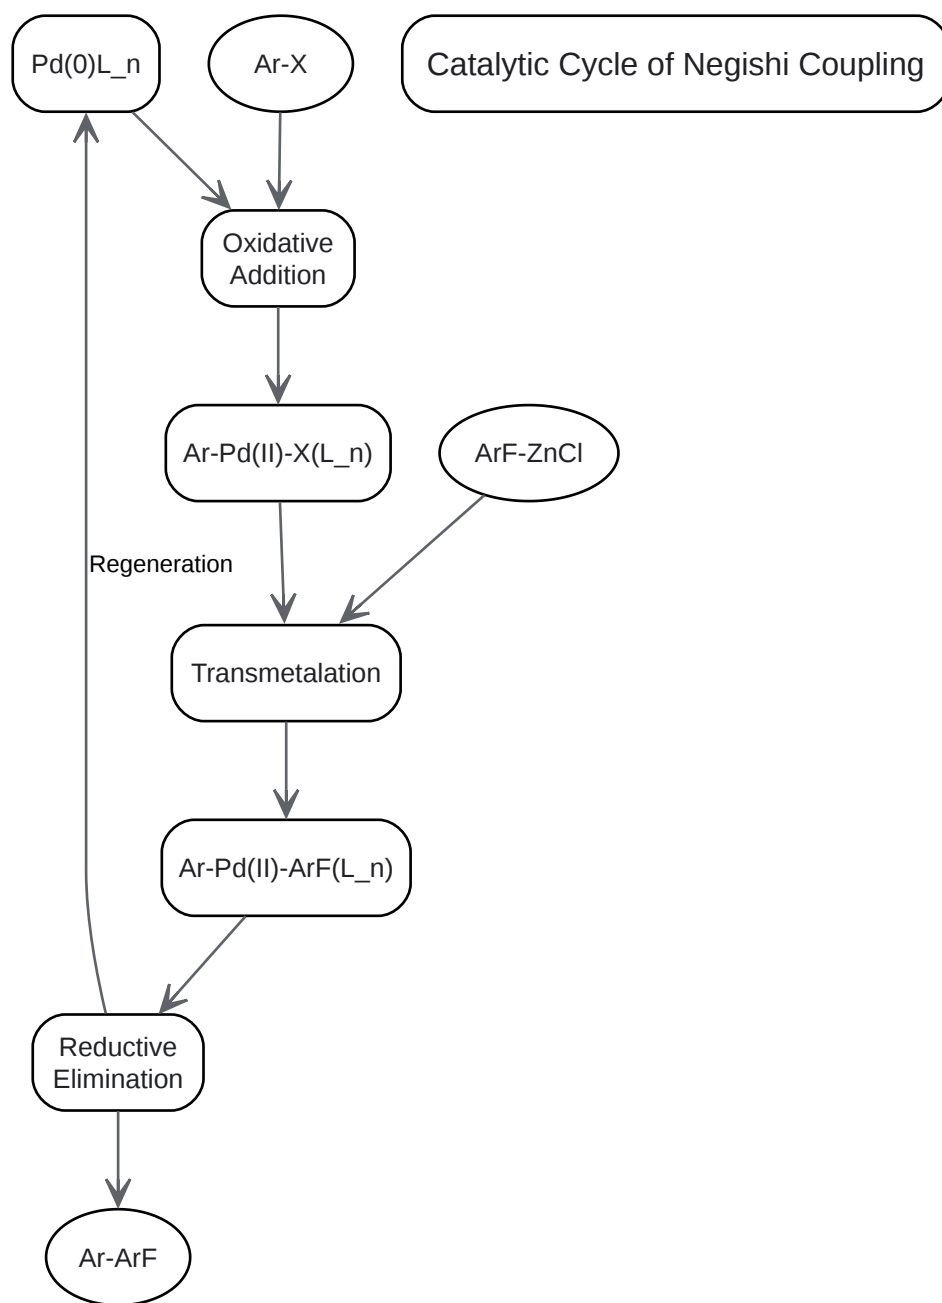 Pd(0)L_n
Ar-X
Catalytic Cycle of Negishi Coupling
Oxidative
Addition
Ar-Pd(II)-X(L_n)
ArF-ZnCl
Regeneration
Transmetalation
Ar-Pd(II)-ArF(L_n)
Reductive
Elimination
Ar-ArF